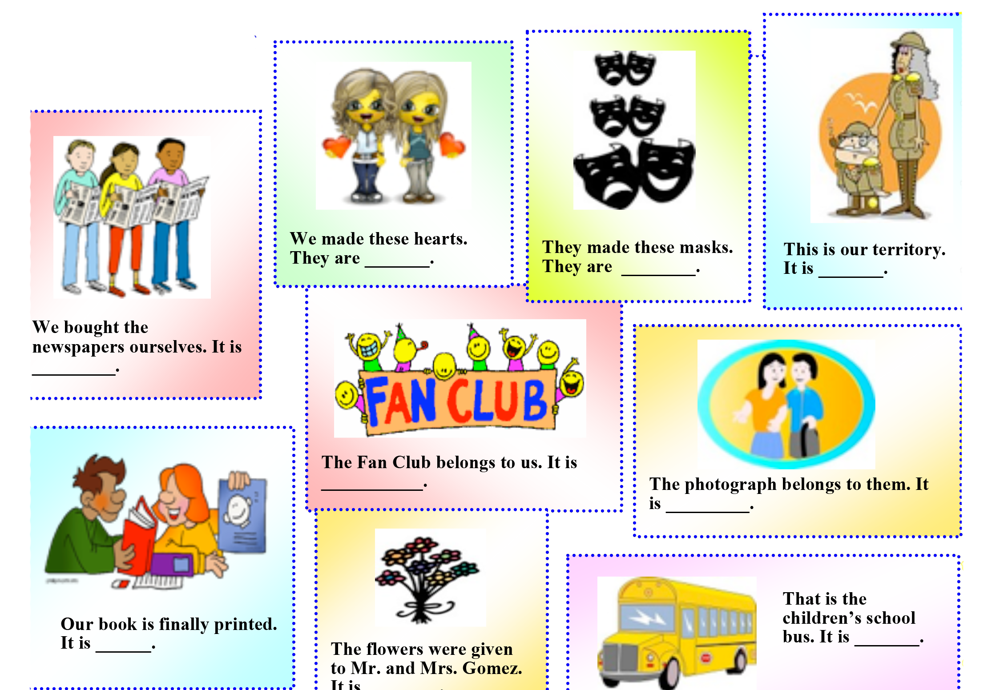 We made these hearts.
They are _______.
They made these masks.
They are ________.
This is our territory.
It is _______.
We bought the
newspapers ourselves. It is
_________.
FAN CLUB
The Fan Club belongs to us. It is
___________.
The photograph belongs to them. It
is _________.
Our book is finally printed.
It is ______.
The flowers were given
to Mr. and Mrs. Gomez.
It is .
That is the
children’s school
bus. It is _______.